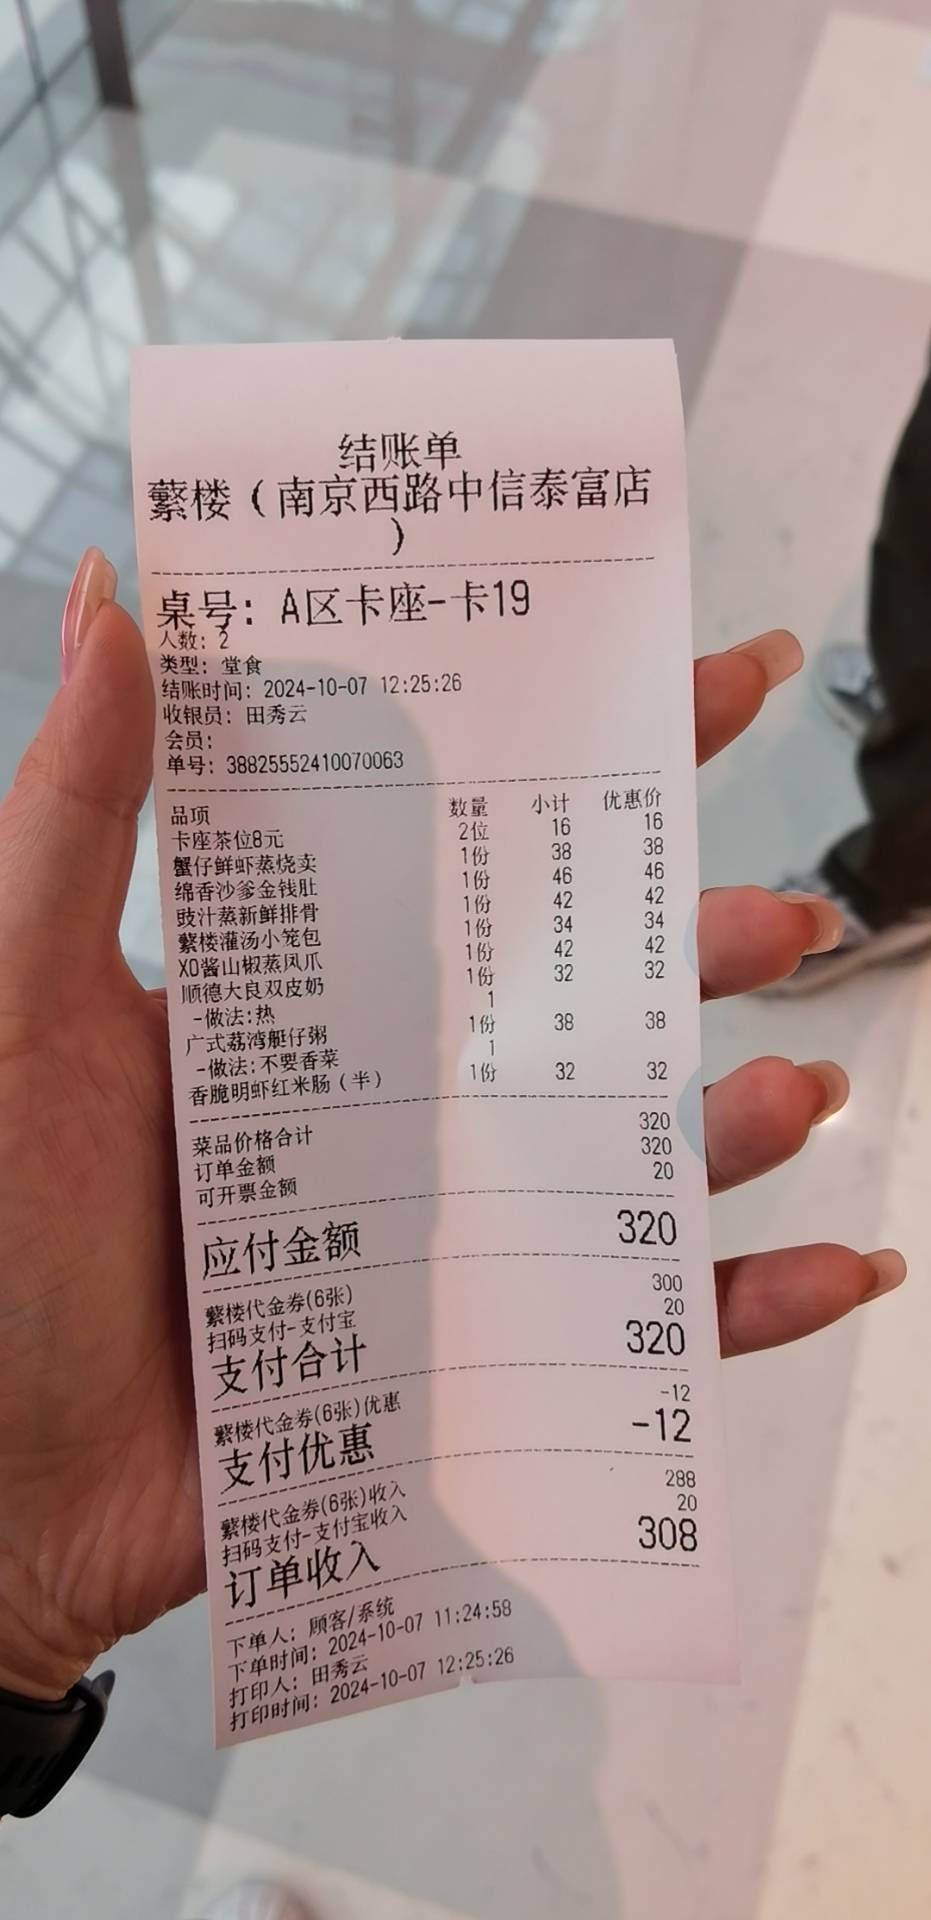 结账单
蘩楼（南京西路中信泰富店
）
桌号：A区卡座-卡19
人数：2
类型：堂食
结账时间：2024-10-07 12:25:26
收银员：田秀云
会员：
单号：38825552410070063
品项 数量 小计 优惠价
卡座茶位8元 2位 16 16
蟹仔鲜虾蒸烧卖 1份 38 38
绵香沙爹金钱肚 1份 46 46
豉汁蒸新鲜排骨 1份 42 42
蘩楼灌汤小笼包 1份 34 34
XO酱山椒蒸凤爪 1份 42 42
顺德大良双皮奶 1份 32 32
-做法:热 1
广式荔湾艇仔粥 1份 38 38
-做法:不要香菜 1
香脆明虾红米肠（半） 1份 32 32
菜品价格合计 320
订单金额 320
可开票金额 20
应付金额 320
蘩楼代金券(6张) 300
扫码支付-支付宝 20
支付合计 320
蘩楼代金券(6张)优惠 -12
支付优惠 -12
蘩楼代金券(6张)收入 288
扫码支付-支付宝收入 20
订单收入 308
下单人：顾客/系统
下单时间：2024-10-07 11:24:58
打印人：田秀云
打印时间：2024-10-07 12:25:26